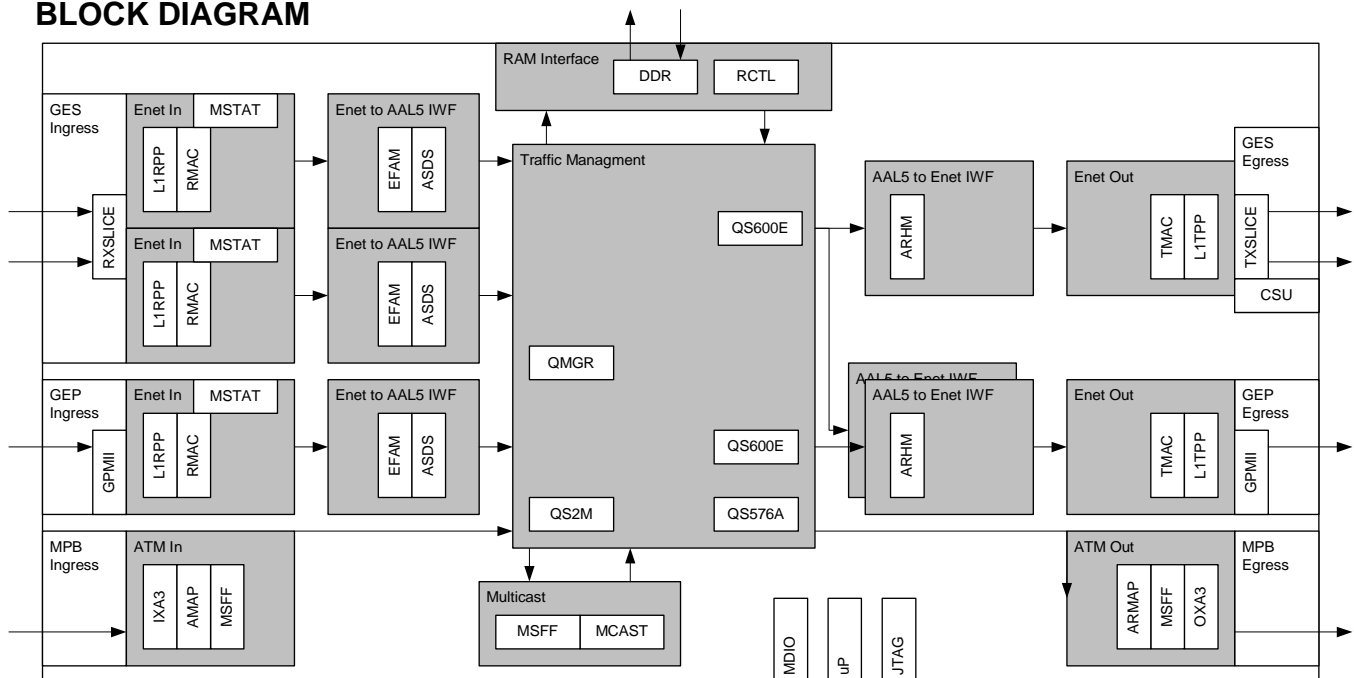 BLOCK DIAGRAM
RAM Interface
DDR
RCTL
GES
Ingress
RXSLICE
Enet In
MSTAT
L1RPP
RMAC
Enet to AAL5 IWF
EFAM
ASDS
Enet In
MSTAT
L1RPP
RMAC
Enet to AAL5 IWF
EFAM
ASDS
Traffic Managment
QS600E
QMGR
QS600E
QS2M
QS576A
AAL5 to Enet IWF
ARHM
Enet Out
TMAC
L1TPP
GES
Egress
TXSLICE
CSU
GEP
Ingress
GPMII
Enet In
MSTAT
L1RPP
RMAC
Enet to AAL5 IWF
EFAM
ASDS
AAL5 to Enet IWF
AAL5 to Enet IWF
ARHM
Enet Out
TMAC
L1TPP
GEP
Egress
GPMII
MPB
Ingress
ATM In
IXA3
AMAP
MSFF
Multicast
MSFF
MCAST
MDIO
uP
JTAG
ATM Out
ARMAP
MSFF
OXA3
MPB
Egress